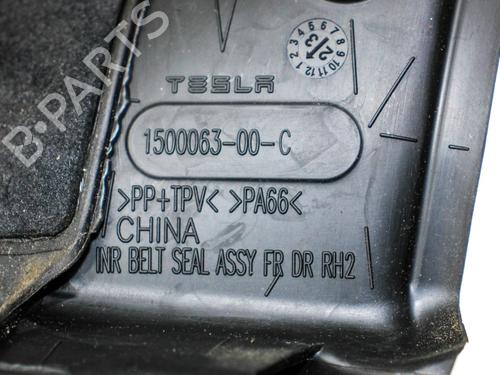 B-PARTS
TESLA
1500063-00-C
>PP+TPV< >PA66<
CHINA
INR BELT SEAL ASSY FR DR RH2